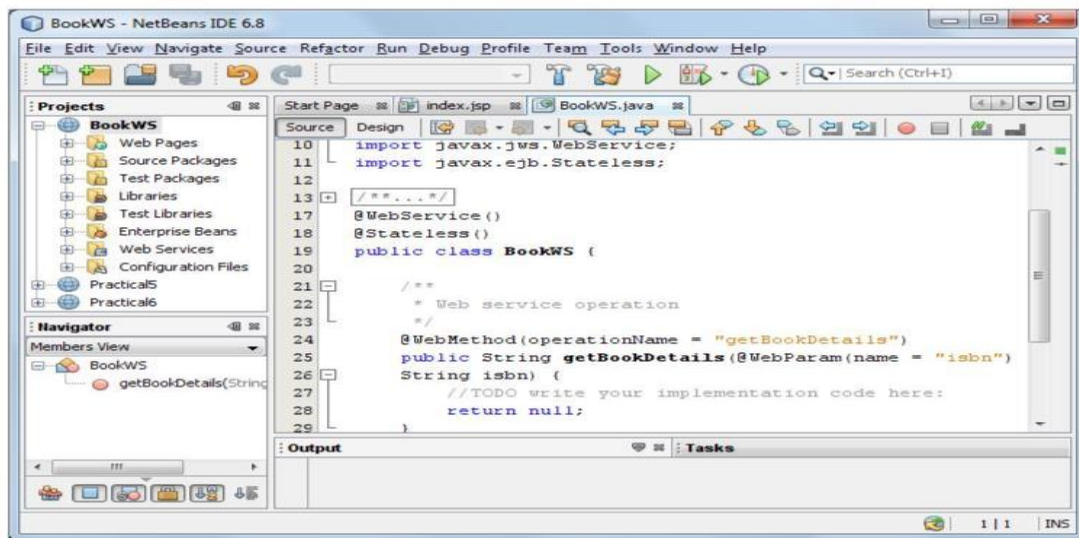 BookWS - NetBeans IDE 6.8
File Edit View Navigate Source Refactor Run Debug Profile Team Tools Window Help
Search (Ctrl+I)
Projects
BookWS
Web Pages
Source Packages
Test Packages
Libraries
Test Libraries
Enterprise Beans
Web Services
Configuration Files
Practical5
Practical6
Navigator
Members View
BookWS
getBookDetails(String
Start Page index.jsp BookWS.java
Source Design
10 import javax.jws.WebService;
11 import javax.ejb.Stateless;
12
13 /**...*/
17 @WebService()
18 @Stateless()
19 public class BookWS {
20
21 /**
22 * Web service operation
23 */
24 @WebMethod(operationName = "getBookDetails")
25 public String getBookDetails(@WebParam(name = "isbn")
26 String isbn) {
27 //TODO write your implementation code here:
28 return null;
29 }
Output Tasks
1 | 1 INS